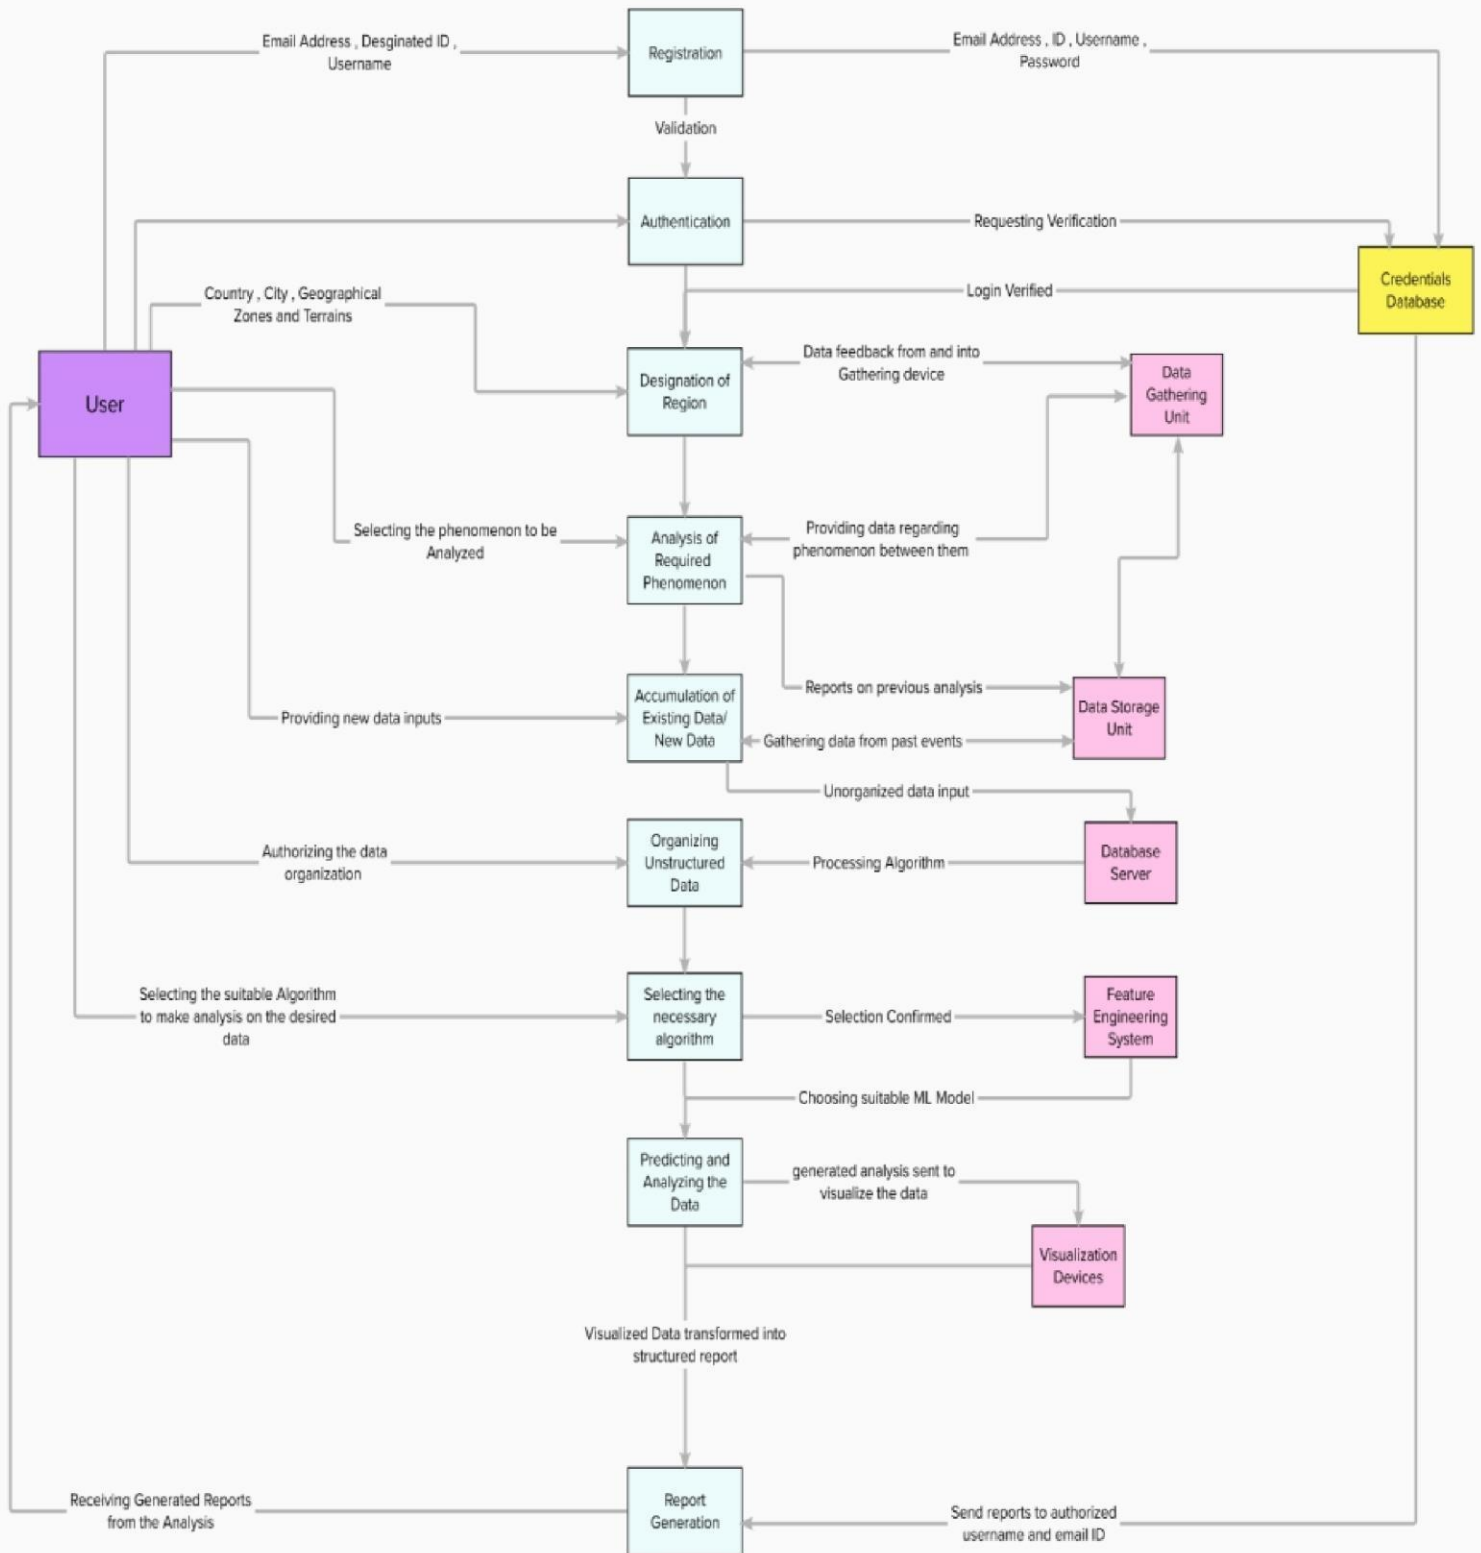 Email Address , Desginated ID ,
Username
Registration
Email Address , ID , Username ,
Password
Validation
Authentication
Requesting Verification
Credentials
Database
Login Verified
Country , City , Geographical
Zones and Terrains
User
Designation of
Region
Data feedback from and into
Gathering device
Data
Gathering
Unit
Selecting the phenomenon to be
Analyzed
Analysis of
Required
Phenomenon
Providing data regarding
phenomenon between them
Reports on previous analysis
Data Storage
Unit
Providing new data inputs
Accumulation of
Existing Data/
New Data
Gathering data from past events
Unorganized data input
Authorizing the data
organization
Organizing
Unstructured
Data
Processing Algorithm
Database
Server
Selecting the suitable Algorithm
to make analysis on the desired
data
Selecting the
necessary
algorithm
Selection Confirmed
Feature
Engineering
System
Choosing suitable ML Model
Predicting and
Analyzing the
Data
generated analysis sent to
visualize the data
Visualization
Devices
Visualized Data transformed into
structured report
Receiving Generated Reports
from the Analysis
Report
Generation
Send reports to authorized
username and email ID